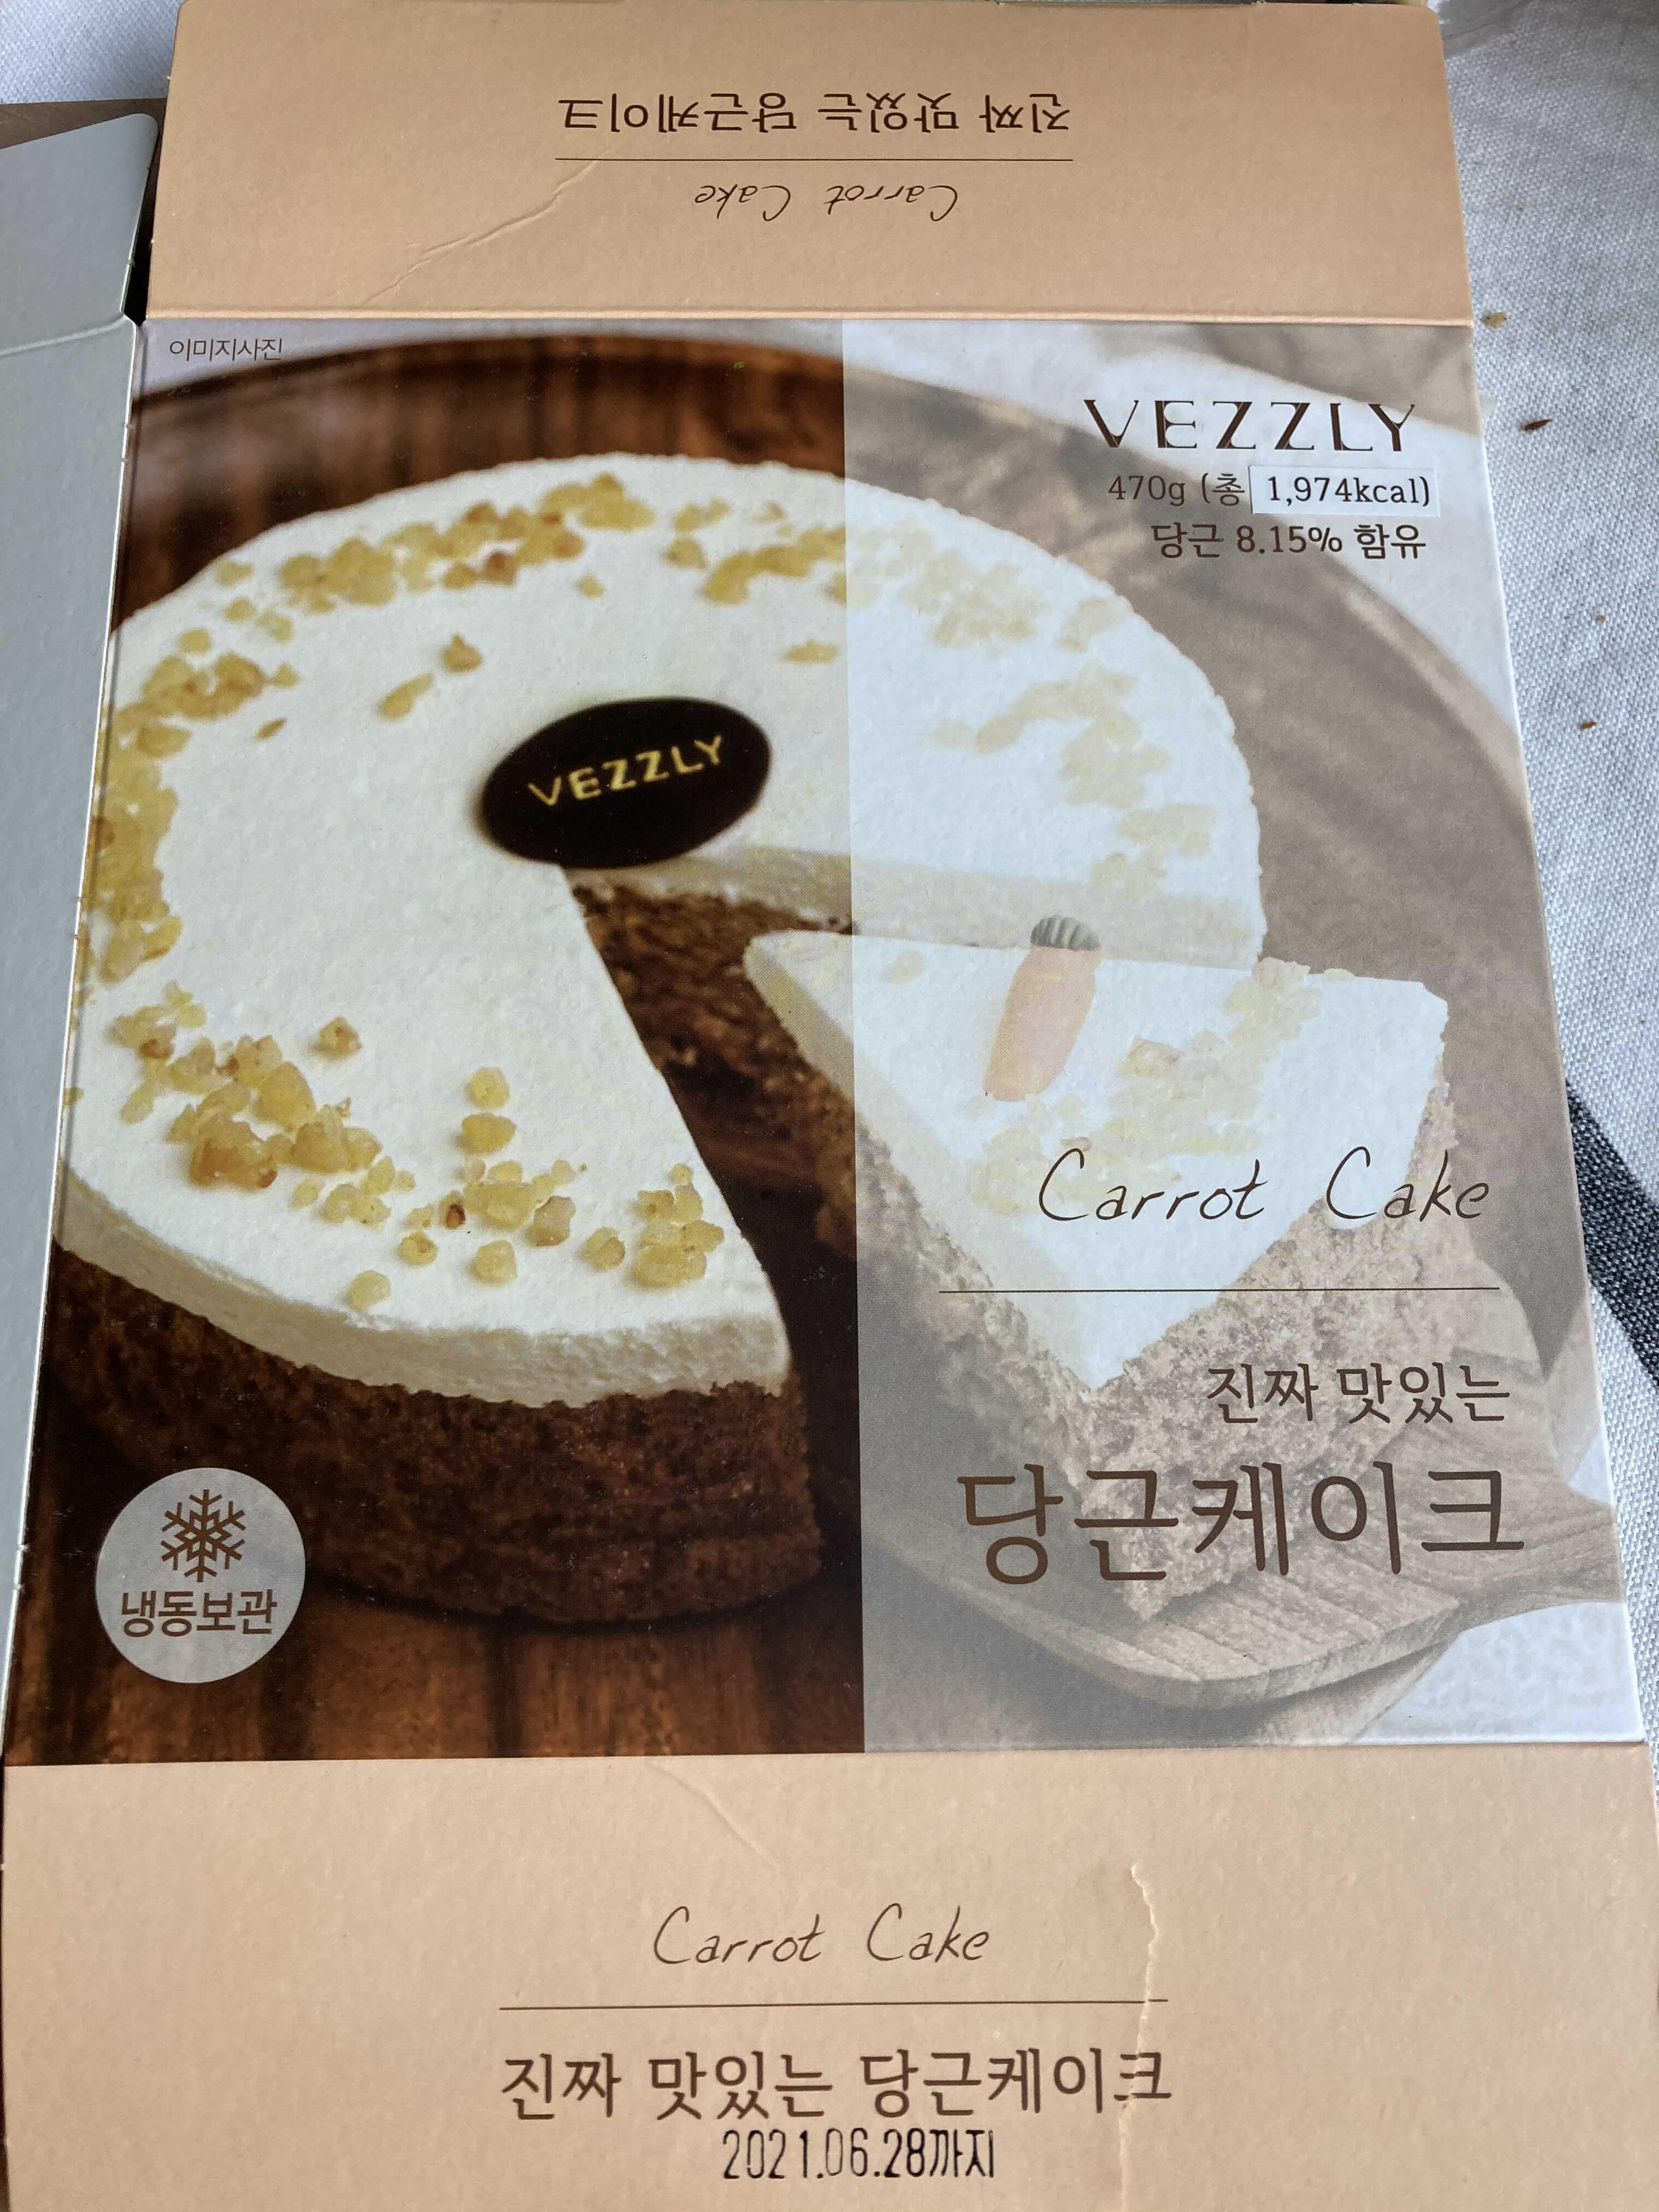 진짜 맛있는 당근케이크
Carrot Cake
이미지사진
VEZZLY
470g (총 1,974kcal)
당근 8.15% 함유
VEZZLY
Carrot Cake
진짜 맛있는
당근케이크
냉동보관
Carrot Cake
진짜 맛있는 당근케이크
2021.06.28까지